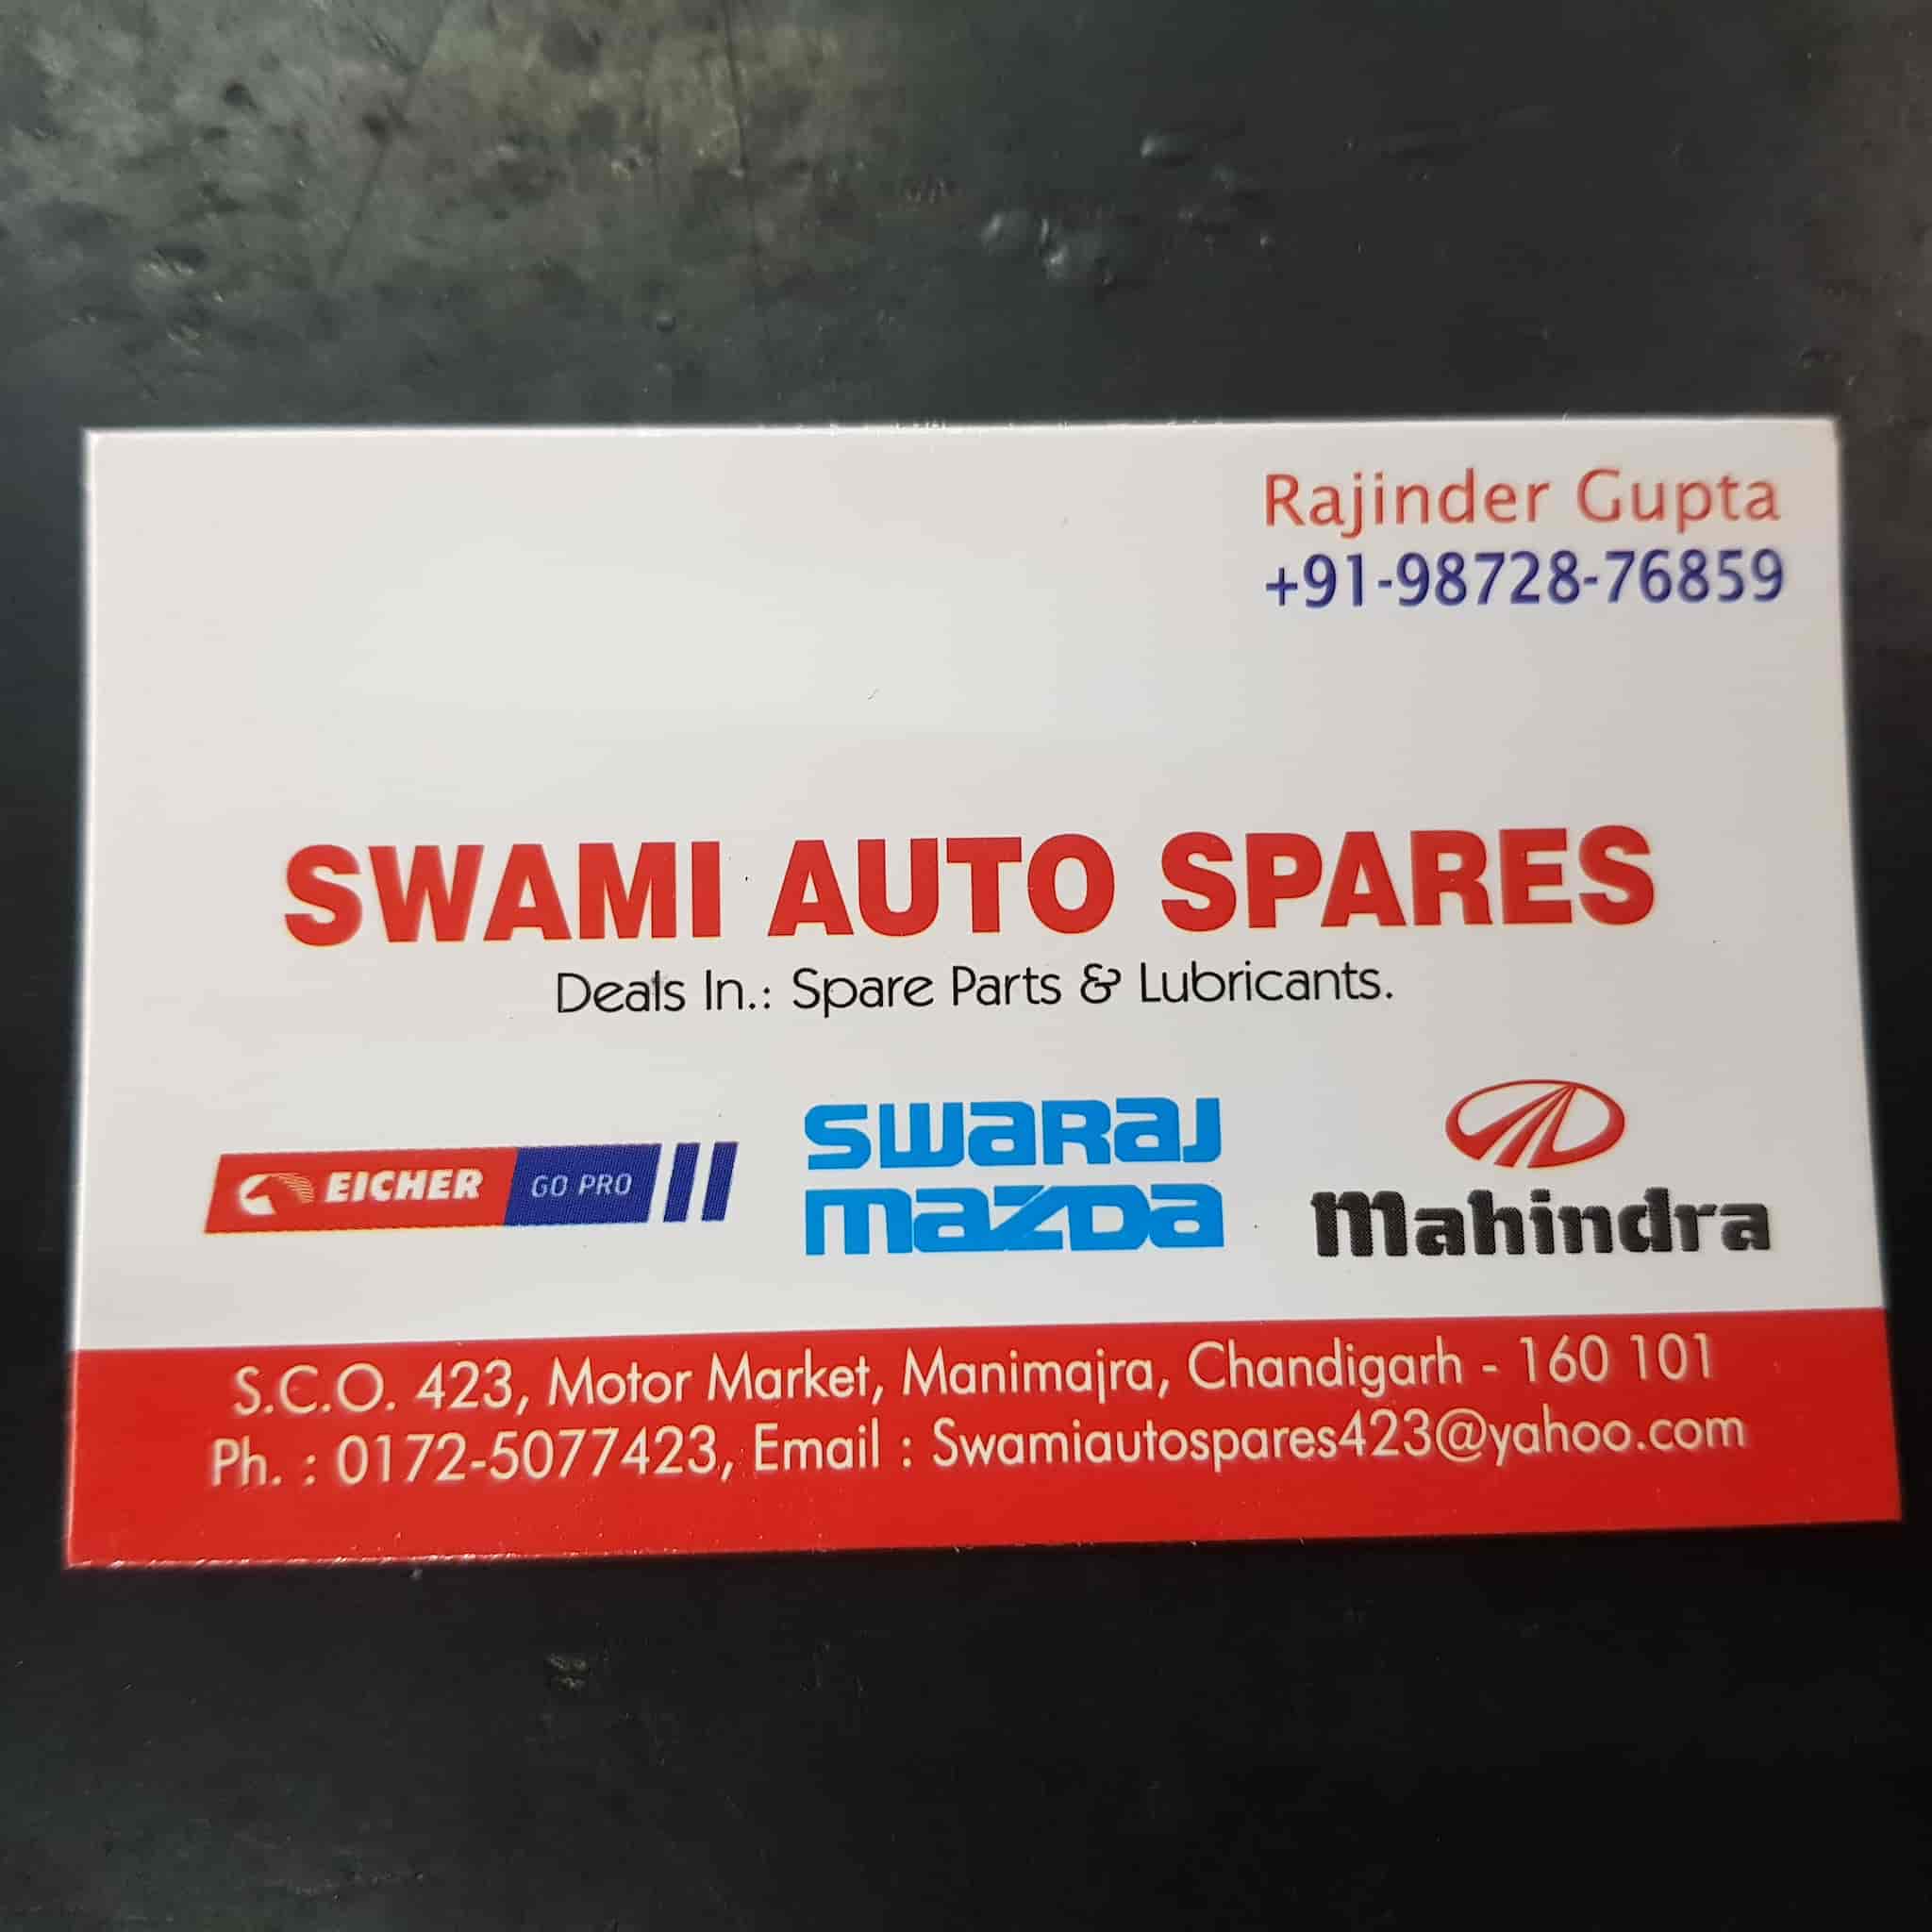 Rajinder Gupta
+91-98728-76859
SWAMI AUTO SPARES
Deals In.: Spare Parts & Lubricants.
EICHER GO PRO
SWARAJ
MAZDA
Mahindra
S.C.O. 423, Motor Market, Manimajra, Chandigarh - 160 101
Ph. : 0172-5077423, Email : Swamiautospares423@yahoo.com